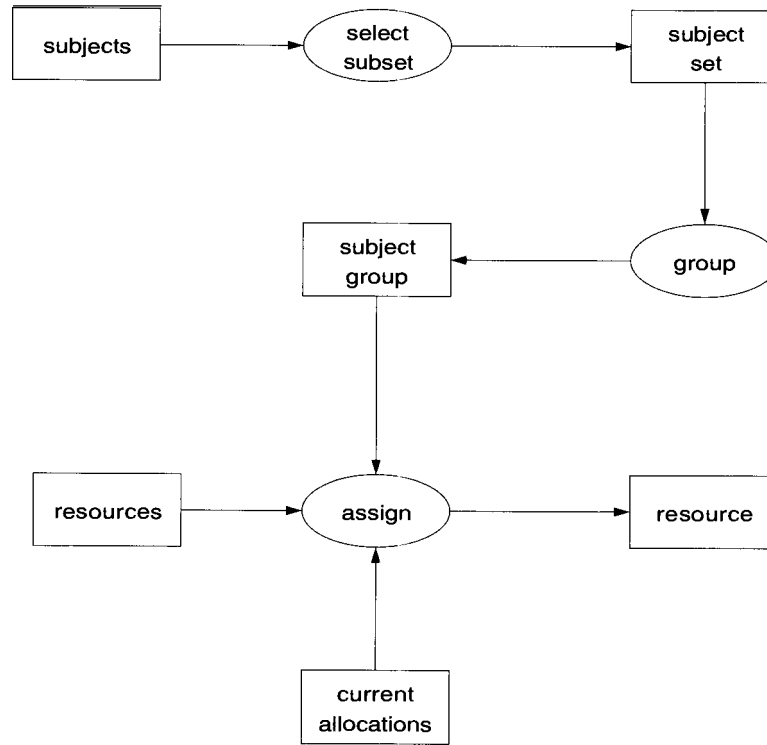 subjects
select
subset
subject
set
subject
group
group
resources
assign
resource
current
allocations